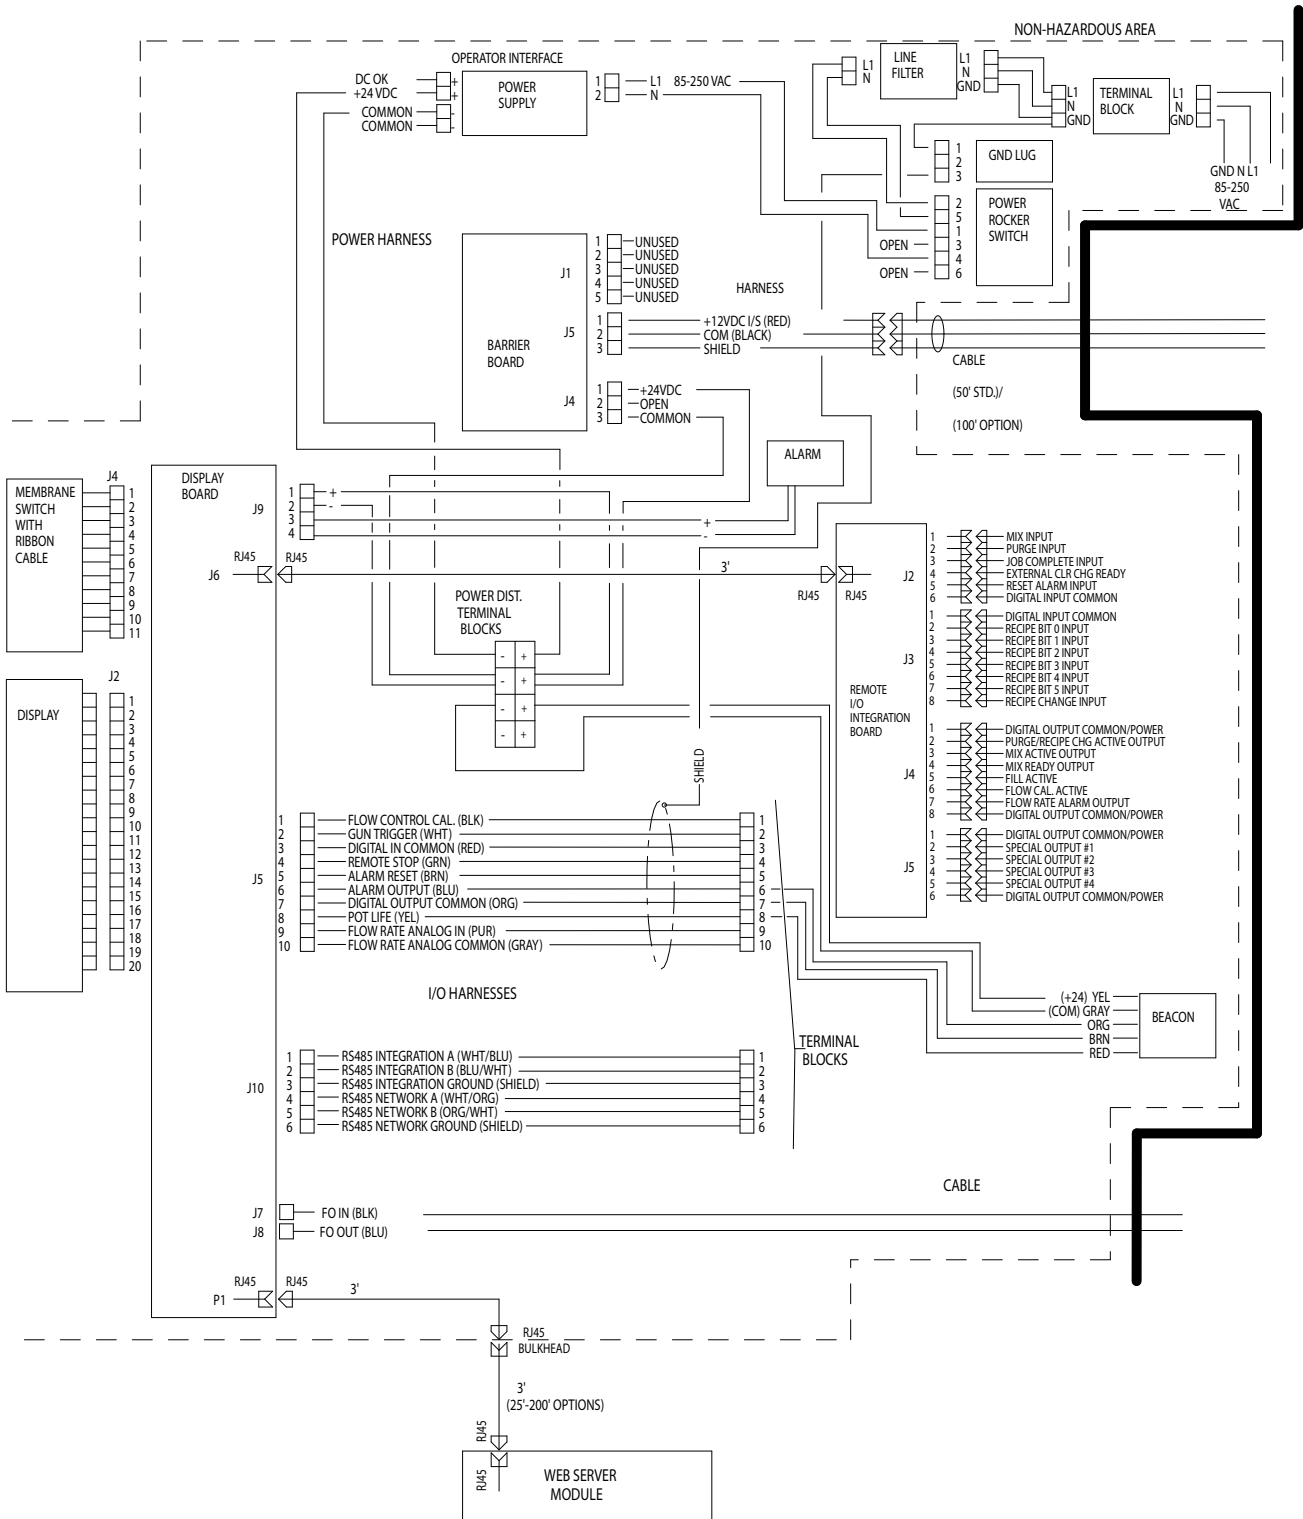 NON-HAZARDOUS AREA
OPERATOR INTERFACE
DC OK
+24 VDC
COMMON
COMMON
+
+
-
-
POWER
SUPPLY
1
2
L1 85-250 VAC
N
L1
N
LINE
FILTER
L1
N
GND
L1
N
GND
TERMINAL
BLOCK
L1
N
GND
GND N L1
85-250
VAC
1
2
3
GND LUG
2
5
1
3
4
6
OPEN
OPEN
POWER
ROCKER
SWITCH
POWER HARNESS
BARRIER
BOARD
J1
1 UNUSED
2 UNUSED
3 UNUSED
4 UNUSED
5 UNUSED
HARNESS
J5
1 +12VDC I/S (RED)
2 COM (BLACK)
3 SHIELD
J4
1 +24VDC
2 OPEN
3 COMMON
CABLE
(50' STD.)/
(100' OPTION)
ALARM
MEMBRANE
SWITCH
WITH
RIBBON
CABLE
J4
1
2
3
4
5
6
7
8
9
10
11
DISPLAY
BOARD
J9
1 +
2 -
3
4
+
-
RJ45 RJ45
J6
3'
RJ45 RJ45
POWER DIST.
TERMINAL
BLOCKS
- +
- +
- +
- +
SHIELD
DISPLAY
J2
1
2
3
4
5
6
7
8
9
10
11
12
13
14
15
16
17
18
19
20
REMOTE
I/O
INTEGRATION
BOARD
J2
1 MIX INPUT
2 PURGE INPUT
3 JOB COMPLETE INPUT
4 EXTERNAL CLR CHG READY
5 RESET ALARM INPUT
6 DIGITAL INPUT COMMON
J3
1 DIGITAL INPUT COMMON
2 RECIPE BIT 0 INPUT
3 RECIPE BIT 1 INPUT
4 RECIPE BIT 2 INPUT
5 RECIPE BIT 3 INPUT
6 RECIPE BIT 4 INPUT
7 RECIPE BIT 5 INPUT
8 RECIPE CHANGE INPUT
J4
1 DIGITAL OUTPUT COMMON/POWER
2 PURGE/RECIPE CHG ACTIVE OUTPUT
3 MIX ACTIVE OUTPUT
4 MIX READY OUTPUT
5 FILL ACTIVE
6 FLOW CAL. ACTIVE
7 FLOW RATE ALARM OUTPUT
8 DIGITAL OUTPUT COMMON/POWER
J5
1 DIGITAL OUTPUT COMMON/POWER
2 SPECIAL OUTPUT #1
3 SPECIAL OUTPUT #2
4 SPECIAL OUTPUT #3
5 SPECIAL OUTPUT #4
6 DIGITAL OUTPUT COMMON/POWER
J5
1 FLOW CONTROL CAL. (BLK) 1
2 GUN TRIGGER (WHT) 2
3 DIGITAL IN COMMON (RED) 3
4 REMOTE STOP (GRN) 4
5 ALARM RESET (BRN) 5
6 ALARM OUTPUT (BLU) 6
7 DIGITAL OUTPUT COMMON (ORG) 7
8 POT LIFE (YEL) 8
9 FLOW RATE ANALOG IN (PUR) 9
10 FLOW RATE ANALOG COMMON (GRAY) 10
I/O HARNESSES
(+24) YEL
(COM) GRAY
ORG
BRN
RED
BEACON
TERMINAL
BLOCKS
J10
1 RS485 INTEGRATION A (WHT/BLU) 1
2 RS485 INTEGRATION B (BLU/WHT) 2
3 RS485 INTEGRATION GROUND (SHIELD) 3
4 RS485 NETWORK A (WHT/ORG) 4
5 RS485 NETWORK B (ORG/WHT) 5
6 RS485 NETWORK GROUND (SHIELD) 6
CABLE
J7 FO IN (BLK)
J8 FO OUT (BLU)
RJ45 RJ45
P1
3'
RJ45
BULKHEAD
3'
(25'-200' OPTIONS)
RJ45
RJ45
WEB SERVER
MODULE